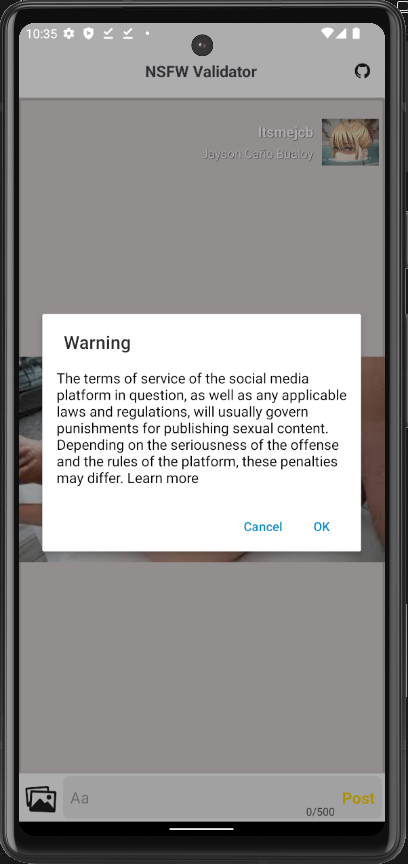 10:35
NSFW Validator
Itsmejcb
Jayson Caño Bualoy
Warning
The terms of service of the social media
platform in question, as well as any applicable
laws and regulations, will usually govern
punishments for publishing sexual content.
Depending on the seriousness of the offense
and the rules of the platform, these penalties
may differ. Learn more
Cancel
OK
Aa
Post
0/500